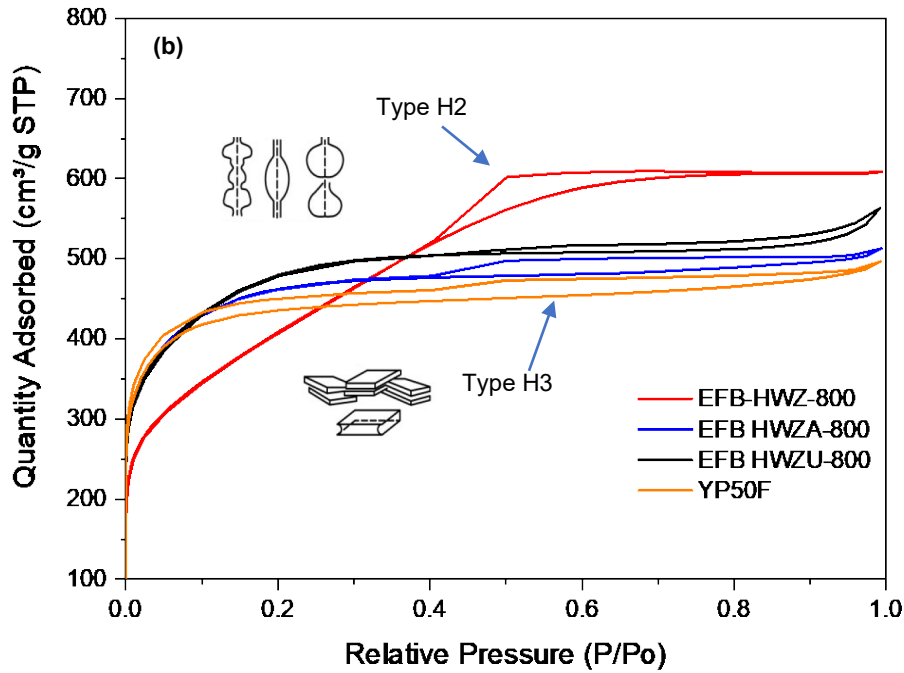 800
(b)
Type H2
700
600
500
400
300
200
100
Quantity Adsorbed (cm³/g STP)
Type H3
EFB-HWZ-800
EFB HWZA-800
EFB HWZU-800
YP50F
0.0 0.2 0.4 0.6 0.8 1.0
Relative Pressure (P/Po)